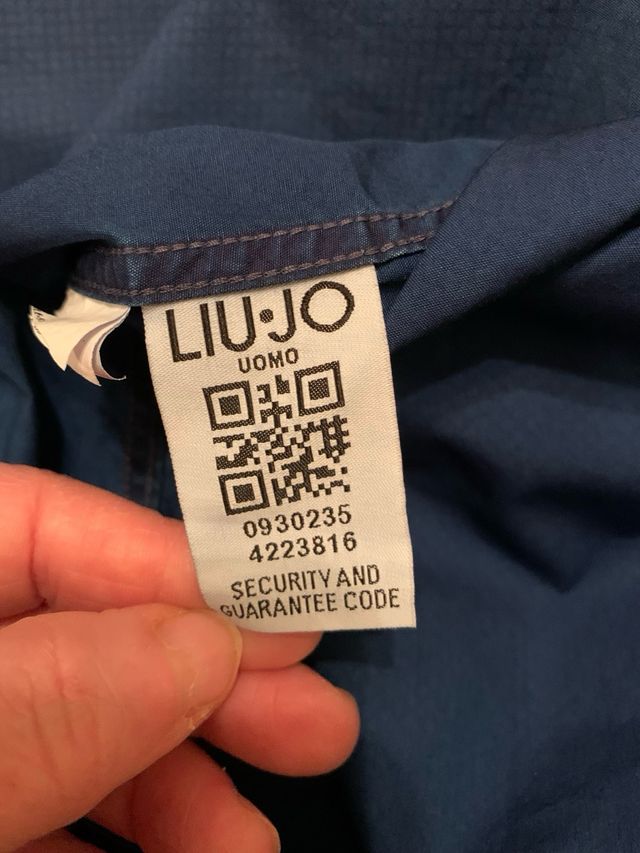 LIU·JO
UOMO
0930235
4223816
SECURITY AND
GUARANTEE CODE